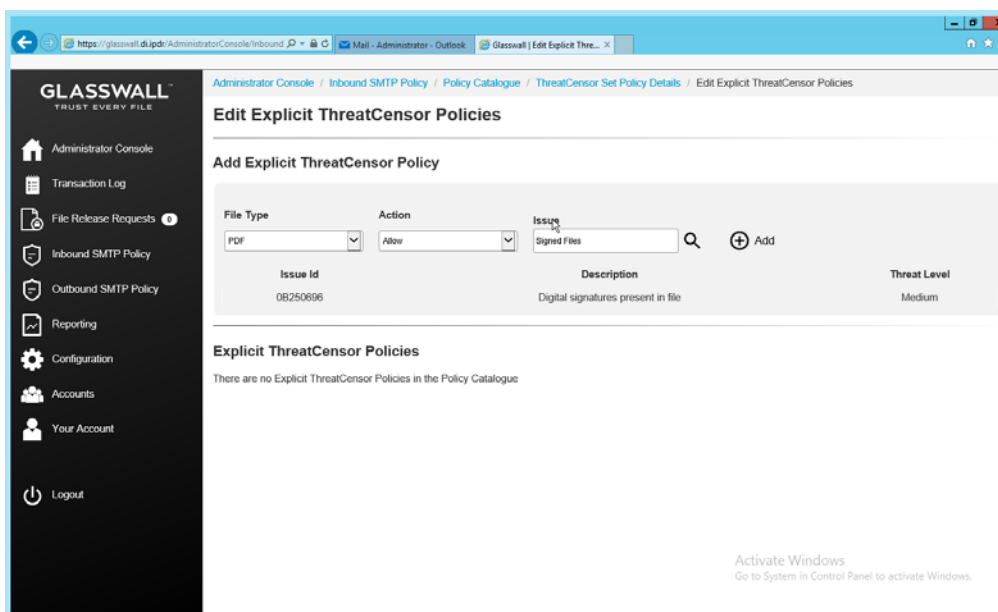 https://glasswall.di.ipdr/AdministratorConsole/Inbound
Mail - Administrator - Outlook
Glasswall | Edit Explicit Thre...
GLASSWALL
TRUST EVERY FILE
Administrator Console
Transaction Log
File Release Requests 0
Inbound SMTP Policy
Outbound SMTP Policy
Reporting
Configuration
Accounts
Your Account
Logout
Administrator Console / Inbound SMTP Policy / Policy Catalogue / ThreatCensor Set Policy Details / Edit Explicit ThreatCensor Policies
Edit Explicit ThreatCensor Policies
Add Explicit ThreatCensor Policy
File Type Action Issue
PDF Allow Signed Files Add
Issue Id Description Threat Level
0B250696 Digital signatures present in file Medium
Explicit ThreatCensor Policies
There are no Explicit ThreatCensor Policies in the Policy Catalogue
Activate Windows
Go to System in Control Panel to activate Windows.